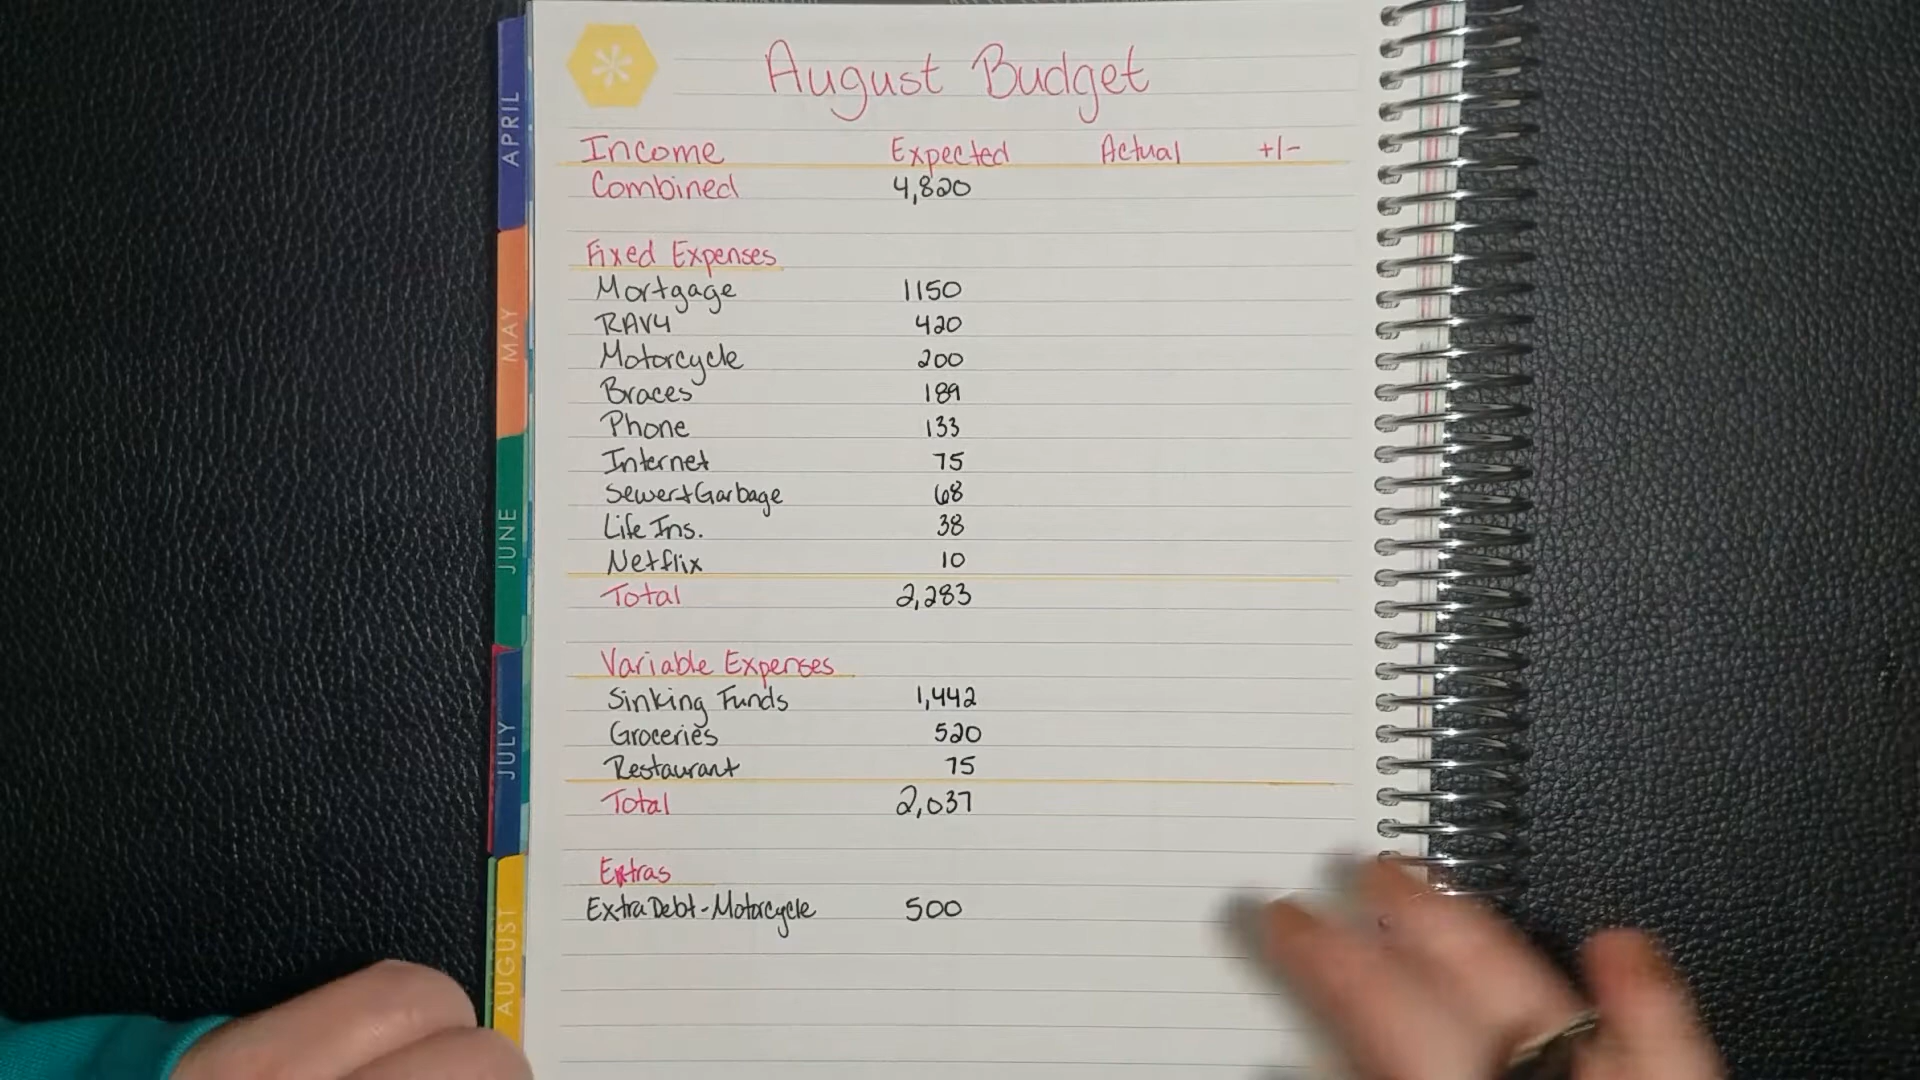 August Budget
Income Expected Actual +/-
Combined 4,820
Fixed Expenses
Mortgage 1150
RAV4 420
Motorcycle 200
Braces 189
Phone 133
Internet 75
Sewer+Garbage 68
Life Ins. 38
Netflix 10
Total 2,283
Variable Expenses
Sinking Funds 1,442
Groceries 520
Restaurant 75
Total 2,037
Extras
Extra Debt-Motorcycle 500
APRIL
MAY
JUNE
JULY
AUGUST